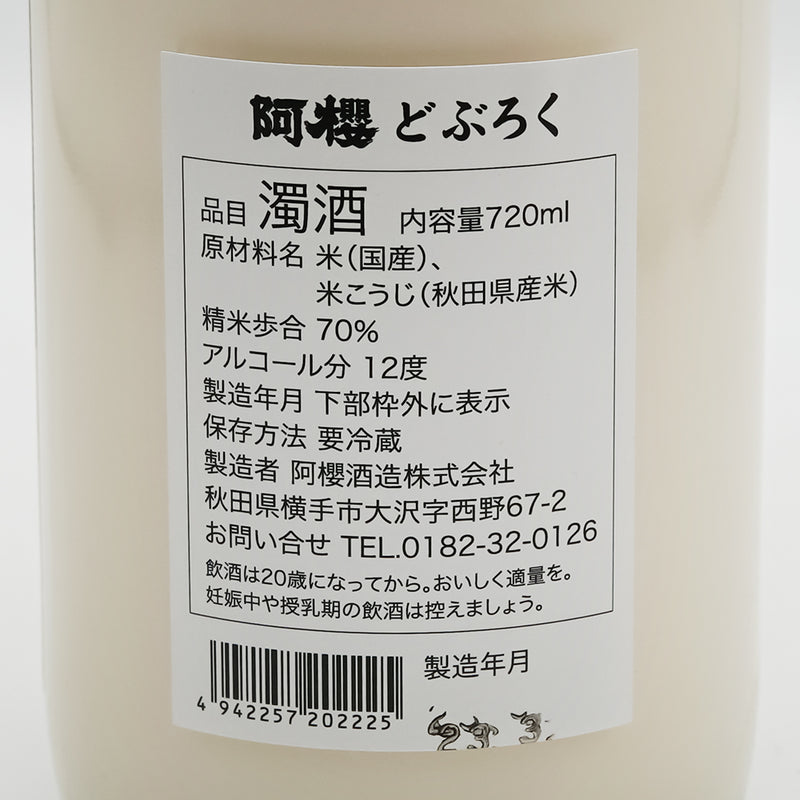 阿櫻 どぶろく
品目 濁酒 内容量720ml
原材料名 米(国産)、
米こうじ(秋田県産米)
精米歩合 70%
アルコール分 12度
製造年月 下部枠外に表示
保存方法 要冷蔵
製造者 阿櫻酒造株式会社
秋田県横手市大沢字西野67-2
お問い合せ TEL.0182-32-0126
飲酒は20歳になってから。おいしく適量を。
妊娠中や授乳期の飲酒は控えましょう。
製造年月
4 942257 202225